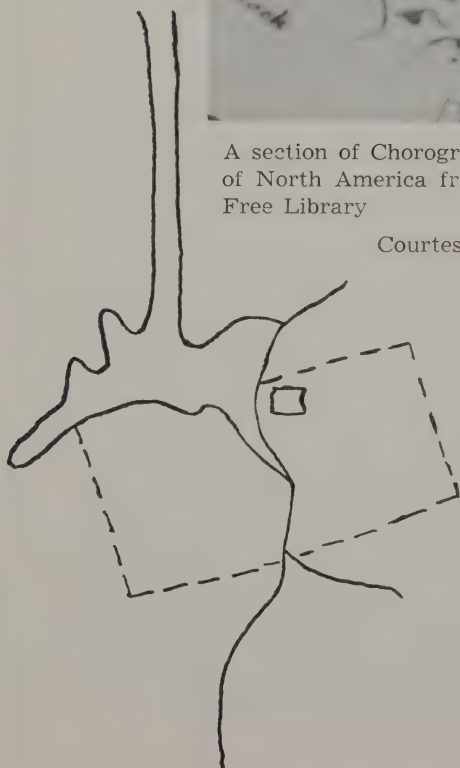 A section of Chorogr
of North America fr
Free Library
Courtes